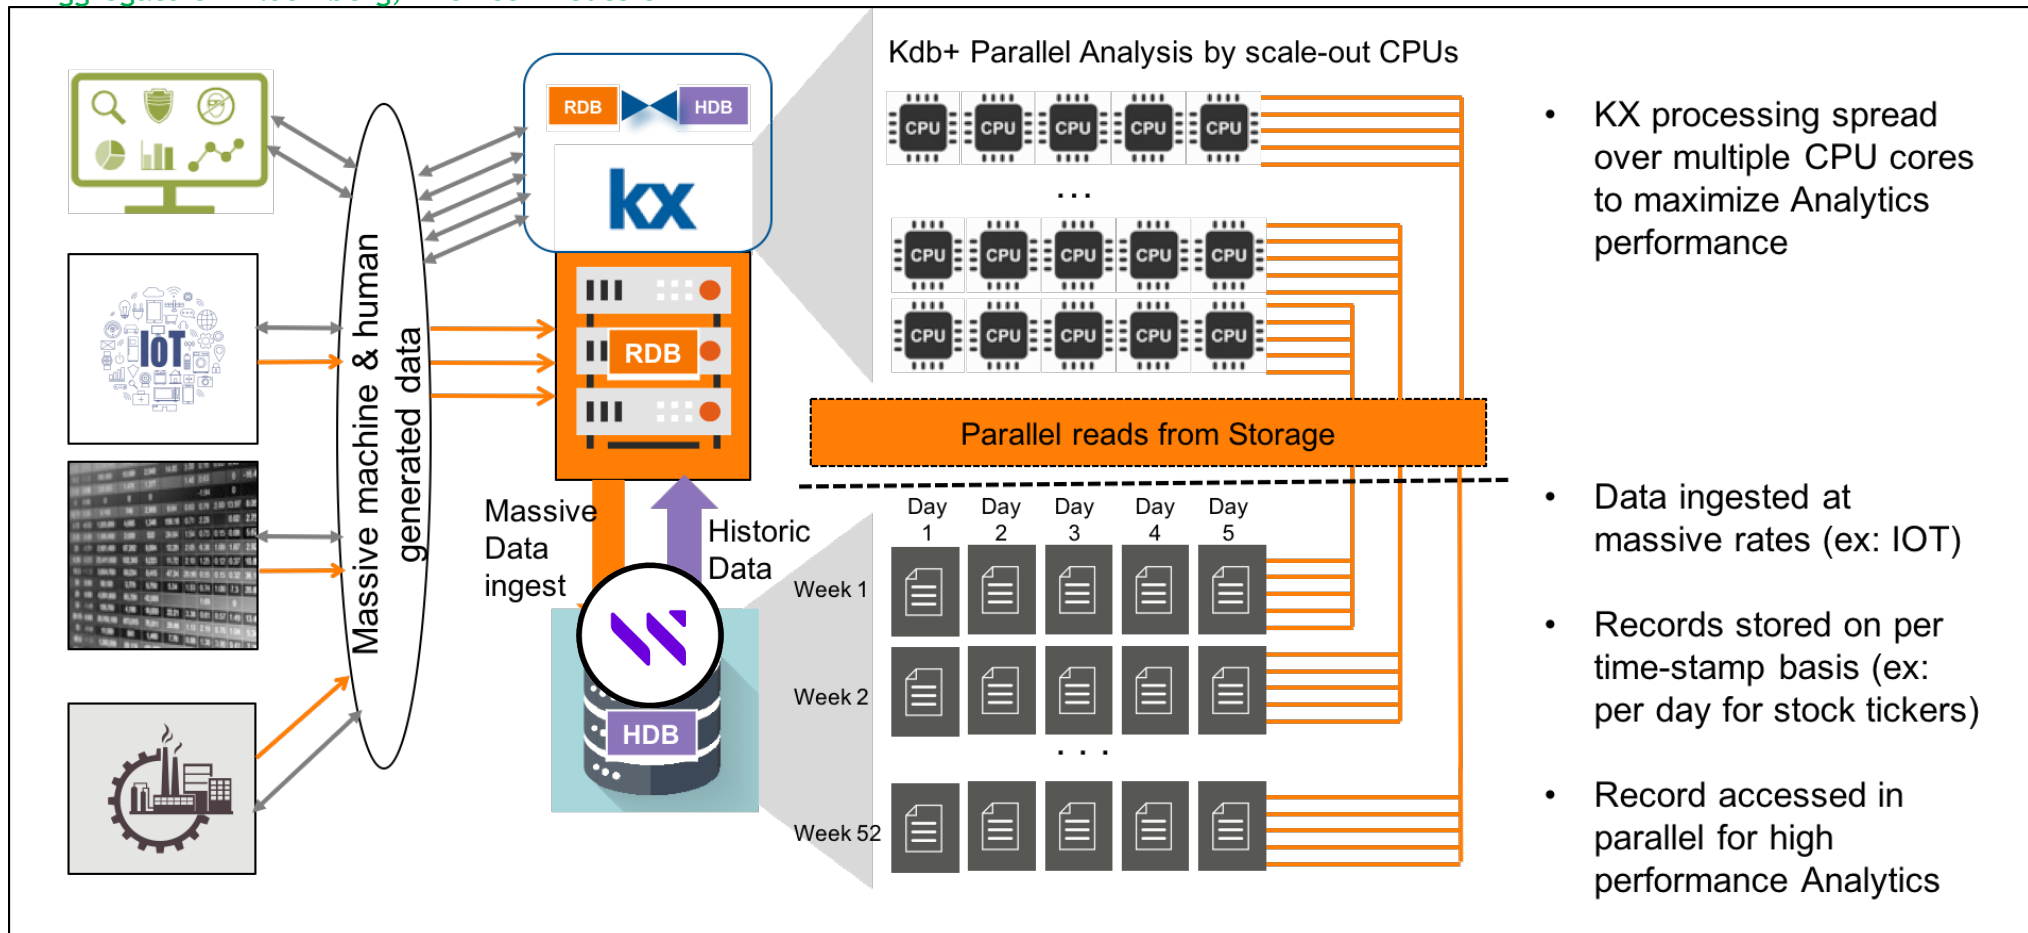 Kdb+ Parallel Analysis by scale-out CPUs
RDB
HDB
kx
CPU CPU CPU CPU CPU
...
CPU CPU CPU CPU CPU
CPU CPU CPU CPU CPU
IoT
Massive machine & human
generated data
RDB
Parallel reads from Storage
Massive
Data
ingest
Historic
Data
HDB
Day Day Day Day Day
1 2 3 4 5
Week 1
Week 2
. . .
Week 52
• KX processing spread
over multiple CPU cores
to maximize Analytics
performance
• Data ingested at
massive rates (ex: IOT)
• Records stored on per
time-stamp basis (ex:
per day for stock tickers)
• Record accessed in
parallel for high
performance Analytics